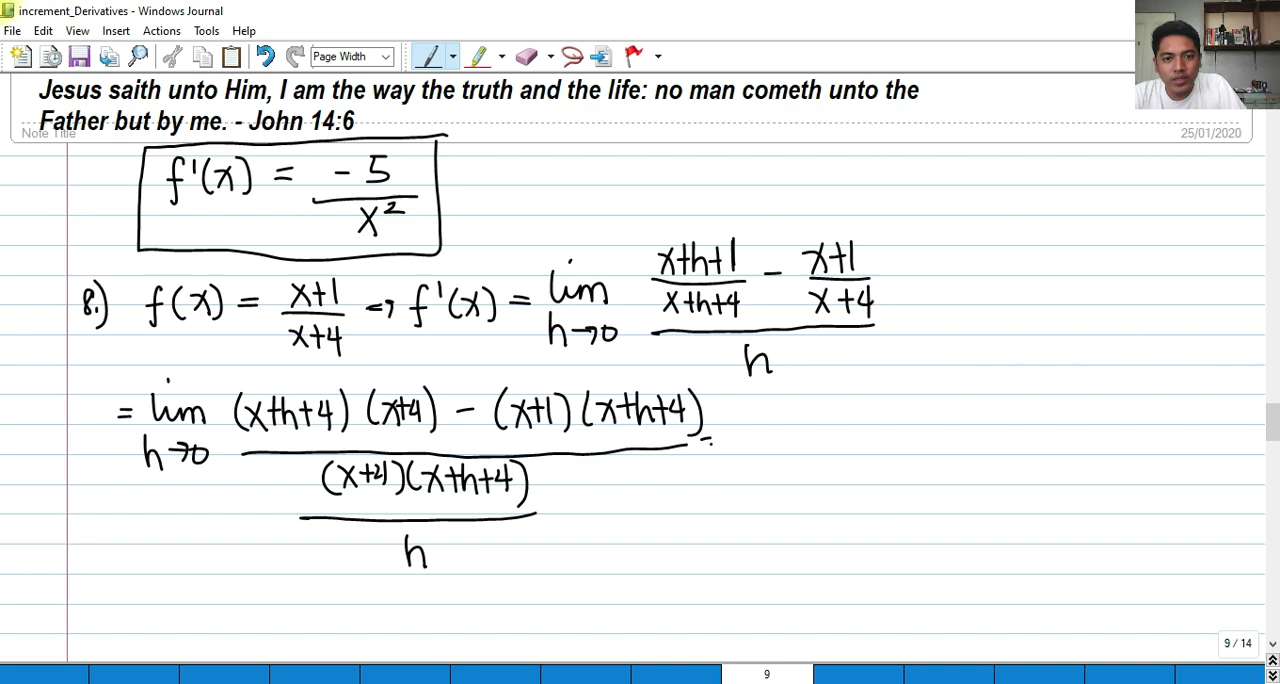 increment_Derivatives - Windows Journal
File Edit View Insert Actions Tools Help
Page Width
Jesus saith unto Him, I am the way the truth and the life: no man cometh unto the
Father but by me. - John 14:6
Note Title
25/01/2020
f'(x) = -5
x²
8.) f(x) = x+1 / x+4 => f'(x) = lim h→0 x+h+1 / x+h+4 - x+1 / x+4
h
= lim h→0 (x+h+4)(x+4) - (x+1)(x+h+4)
(x+4)(x+h+4)
h
9 / 14
9